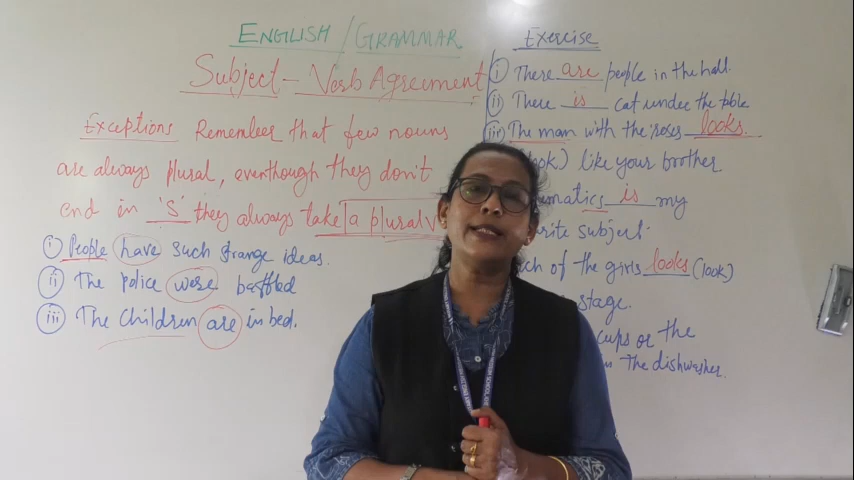 ENGLISH / GRAMMAR
Subject - Verb Agreement
Exceptions Remember that few nouns
are always plural, eventhough they don't
end in 's' they always take a plural
i) People have such strange ideas.
ii) The police were baffled
iii) The children are in bed.
Exercise
i) There are people in the hall.
ii) There is cat under the table
iii) The man with the roses looks.
ook) like your brother
ematics is my
rite subject.
ch of the girls looks (look)
stage.
cups or the
The dishwasher.